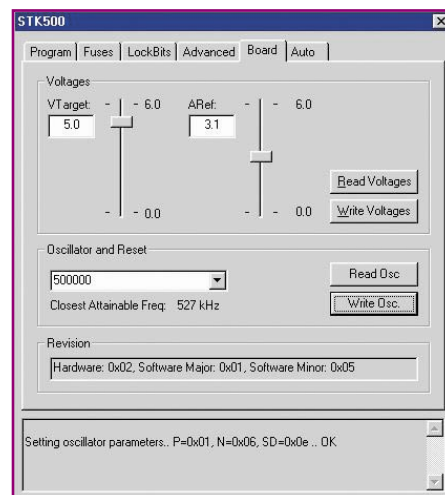 STK500
Program Fuses LockBits Advanced Board Auto
Voltages
VTarget: 6.0 ARef: 6.0
5.0 3.1
Read Voltages
0.0 0.0 Write Voltages
Oscillator and Reset
500000 Read Osc
Closest Attainable Freq: 527 kHz Write Osc.
Revision
Hardware: 0x02, Software Major: 0x01, Software Minor: 0x05
Setting oscillator parameters.. P=0x01, N=0x06, SD=0x0e .. OK